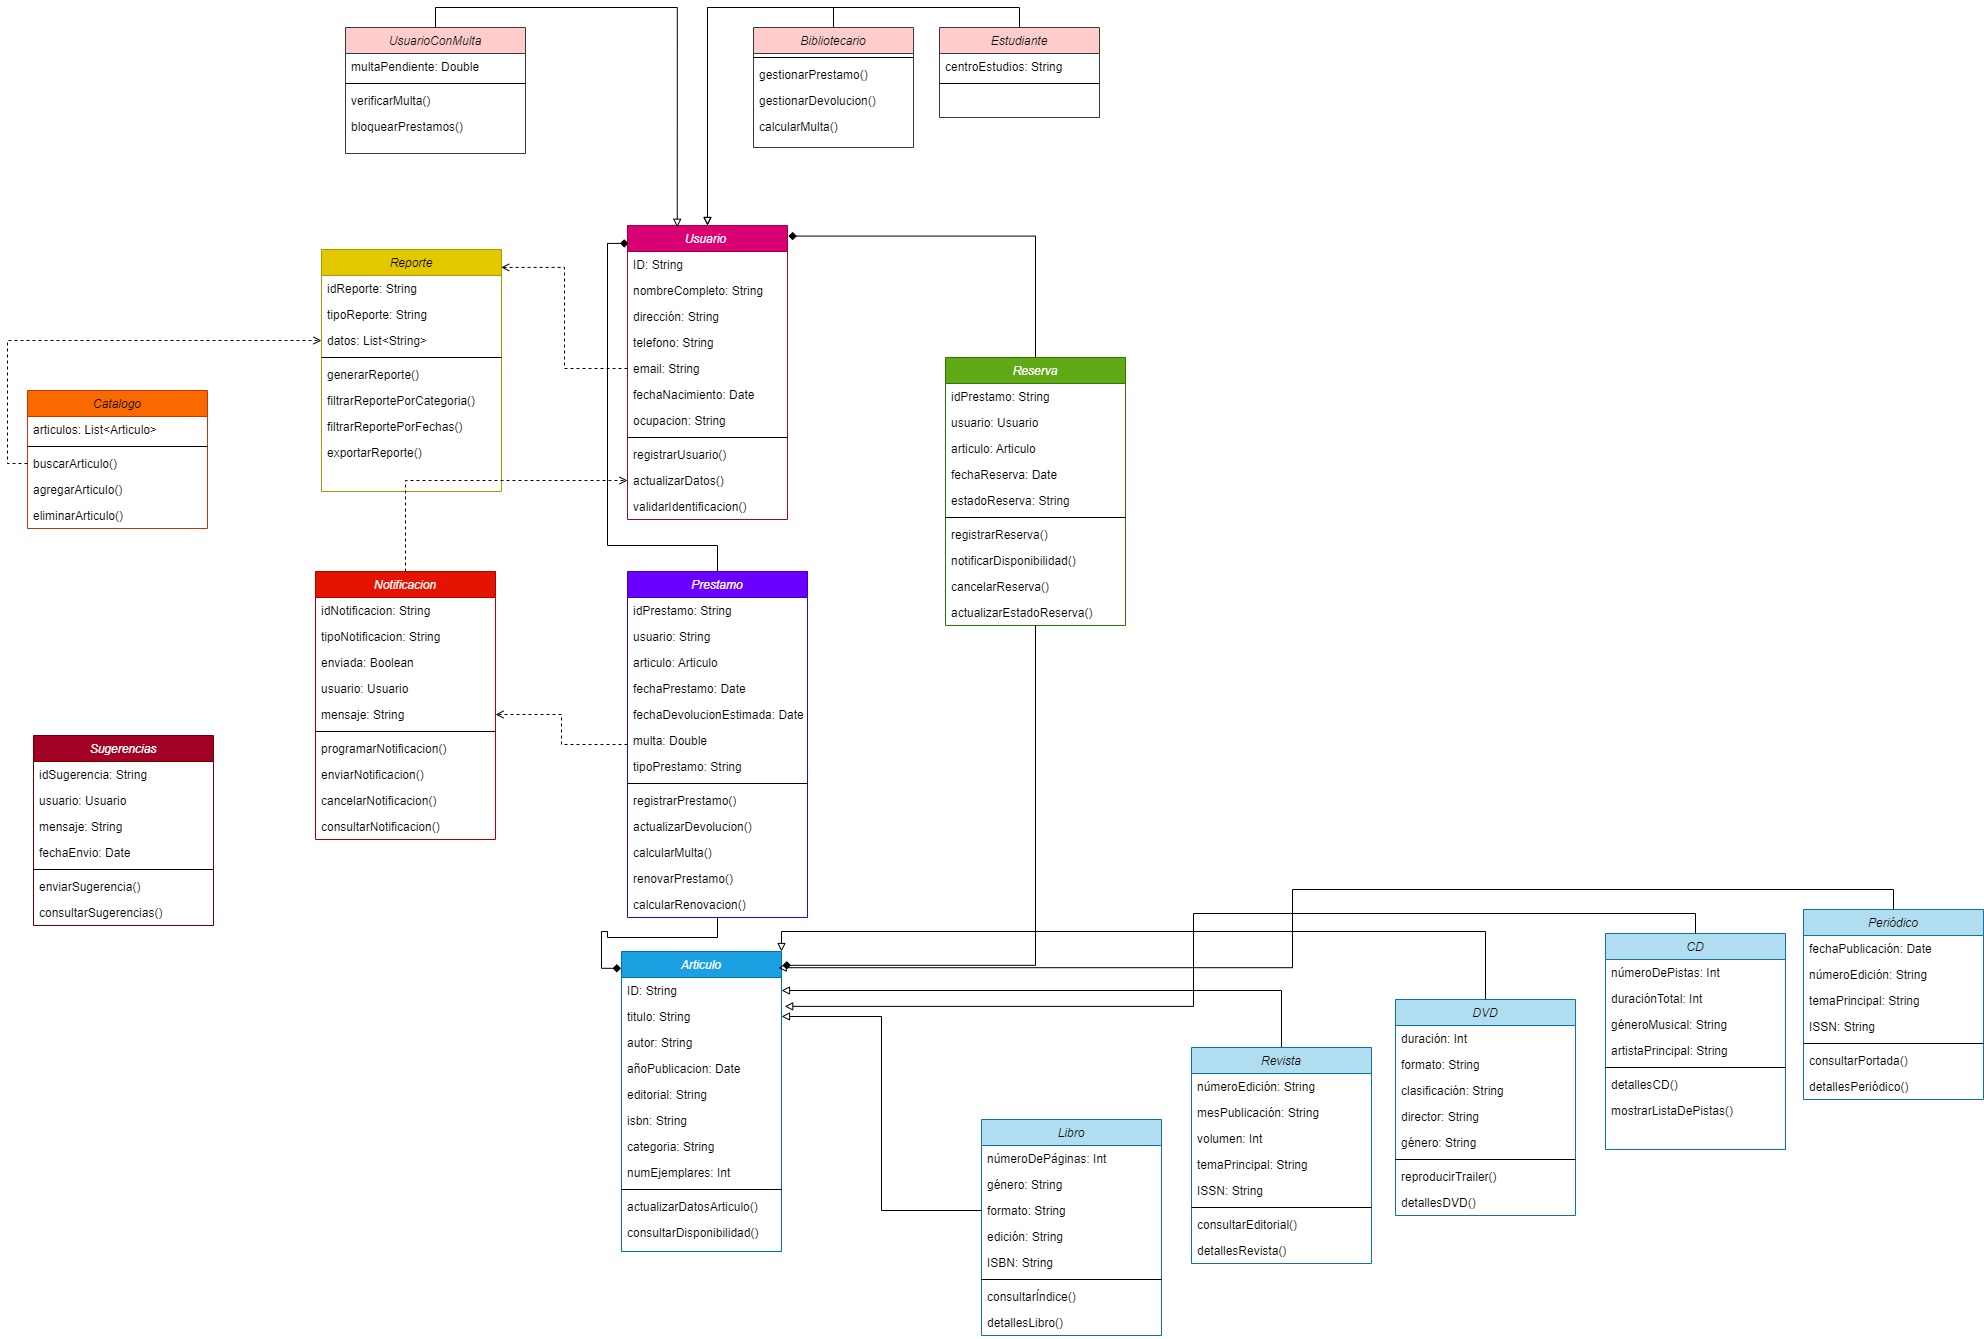 UsuarioConMulta
multaPendiente: Double
verificarMulta()
bloquearPrestamos()
Bibliotecario
gestionarPrestamo()
gestionarDevolucion()
calcularMulta()
Estudiante
centroEstudios: String
Usuario
ID: String
nombreCompleto: String
dirección: String
telefono: String
email: String
fechaNacimiento: Date
ocupacion: String
registrarUsuario()
actualizarDatos()
validarIdentificacion()
Reporte
idReporte: String
tipoReporte: String
datos: List<String>
generarReporte()
filtrarReportePorCategoria()
filtrarReportePorFechas()
exportarReporte()
Reserva
idPrestamo: String
usuario: Usuario
articulo: Articulo
fechaReserva: Date
estadoReserva: String
registrarReserva()
notificarDisponibilidad()
cancelarReserva()
actualizarEstadoReserva()
Catalogo
articulos: List<Articulo>
buscarArticulo()
agregarArticulo()
eliminarArticulo()
Notificacion
idNotificacion: String
tipoNotificacion: String
enviada: Boolean
usuario: Usuario
mensaje: String
programarNotificacion()
enviarNotificacion()
cancelarNotificacion()
consultarNotificacion()
Prestamo
idPrestamo: String
usuario: String
articulo: Articulo
fechaPrestamo: Date
fechaDevolucionEstimada: Date
multa: Double
tipoPrestamo: String
registrarPrestamo()
actualizarDevolucion()
calcularMulta()
renovarPrestamo()
calcularRenovacion()
Sugerencias
idSugerencia: String
usuario: Usuario
mensaje: String
fechaEnvio: Date
enviarSugerencia()
consultarSugerencias()
Articulo
ID: String
titulo: String
autor: String
añoPublicacion: Date
editorial: String
isbn: String
categoria: String
numEjemplares: Int
actualizarDatosArticulo()
consultarDisponibilidad()
Libro
númeroDePáginas: Int
género: String
formato: String
edición: String
ISBN: String
consultarÍndice()
detallesLibro()
Revista
númeroEdición: String
mesPublicación: String
volumen: Int
temaPrincipal: String
ISSN: String
consultarEditorial()
detallesRevista()
DVD
duración: Int
formato: String
clasificación: String
director: String
género: String
reproducirTrailer()
detallesDVD()
CD
númeroDePistas: Int
duraciónTotal: Int
géneroMusical: String
artistaPrincipal: String
detallesCD()
mostrarListaDePistas()
Periódico
fechaPublicación: Date
númeroEdición: String
temaPrincipal: String
ISSN: String
consultarPortada()
detallesPeriódico()